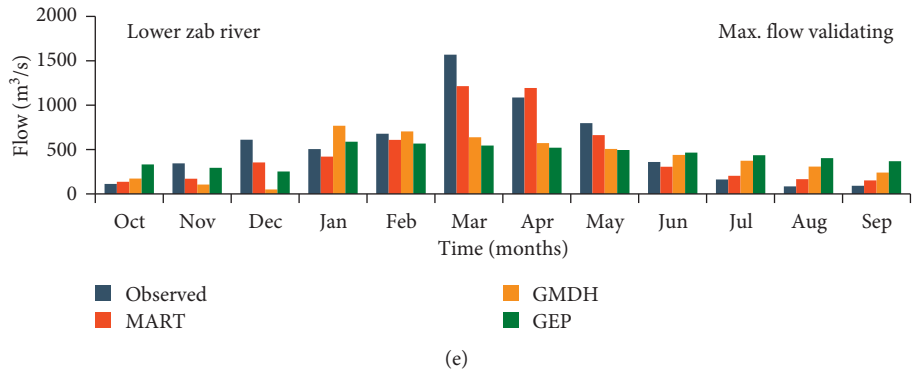 Lower zab river
Max. flow validating
Flow (m³/s)
2000
1500
1000
500
0
Oct Nov Dec Jan Feb Mar Apr May Jun Jul Aug Sep
Time (months)
Observed
MART
GMDH
GEP
(e)